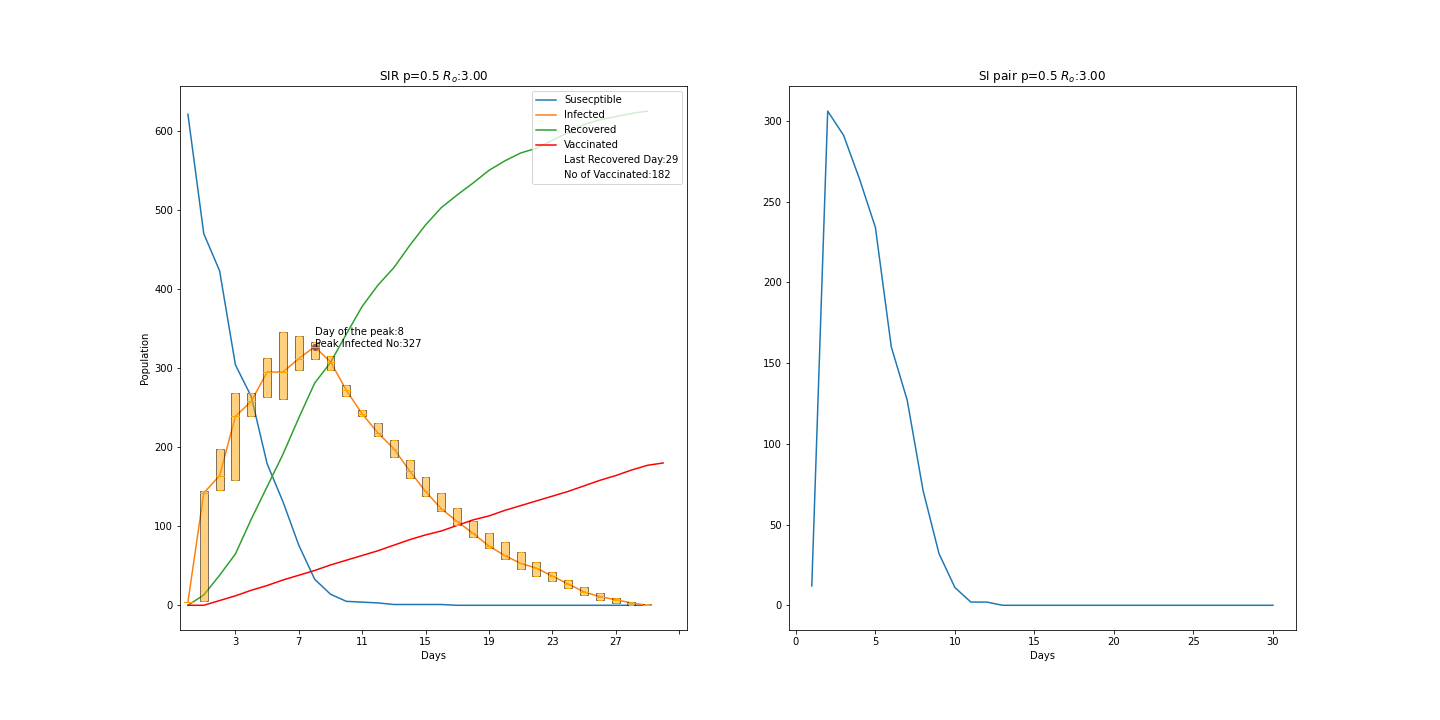 SIR p=0.5 Rₒ:3.00
Susecptible
Infected
Recovered
Vaccinated
Last Recovered Day:29
No of Vaccinated:182
Day of the peak:8
Peak Infected No:327
Population
600
500
400
300
200
100
0
3 7 11 15 19 23 27
Days
SI pair p=0.5 Rₒ:3.00
300
250
200
150
100
50
0
0 5 10 15 20 25 30
Days